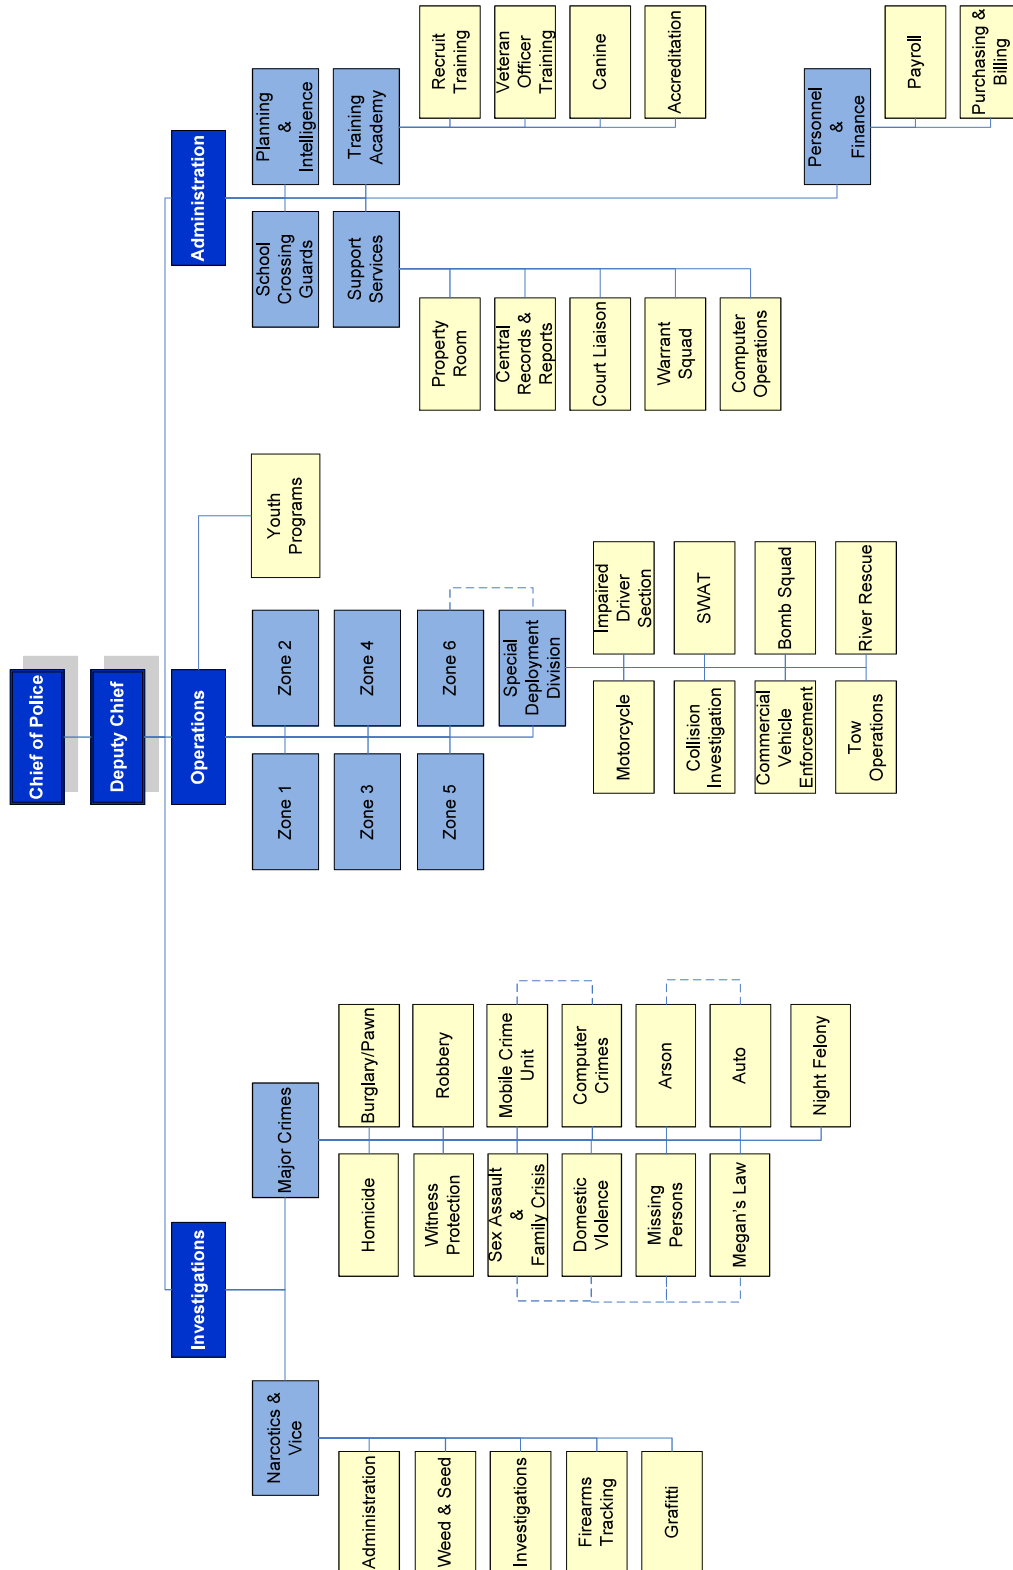 Chief of Police
Deputy Chief
Investigations
Operations
Administration
Narcotics &
Vice
Major Crimes
Administration
Weed & Seed
Investigations
Firearms
Tracking
Grafitti
Homicide
Burglary/Pawn
Witness
Protection
Robbery
Sex Assault
&
Family Crisis
Mobile Crime
Unit
Domestic
VIolence
Computer
Crimes
Missing
Persons
Arson
Megan's Law
Auto
Night Felony
Zone 1
Zone 2
Youth
Programs
Zone 3
Zone 4
Zone 5
Zone 6
Special
Deployment
Division
Motorcycle
Impaired
Driver
Section
Collision
Investigation
SWAT
Commercial
Vehicle
Enforcement
Bomb Squad
Tow
Operations
River Rescue
School
Crossing
Guards
Planning
&
Intelligence
Support
Services
Training
Academy
Property
Room
Central
Records &
Reports
Court Liaison
Warrant
Squad
Computer
Operations
Recruit
Training
Veteran
Officer
Training
Canine
Accreditation
Personnel
&
Finance
Payroll
Purchasing &
Billing